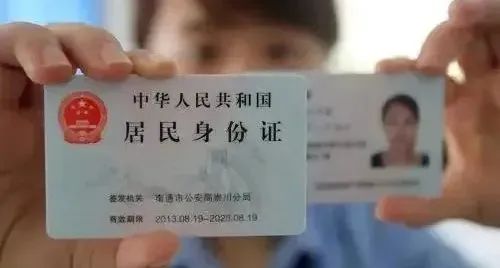 中华人民共和国
居民身份证
签发机关 南通市公安局崇川分局
有效期限 2013.08.19-2023.08.19